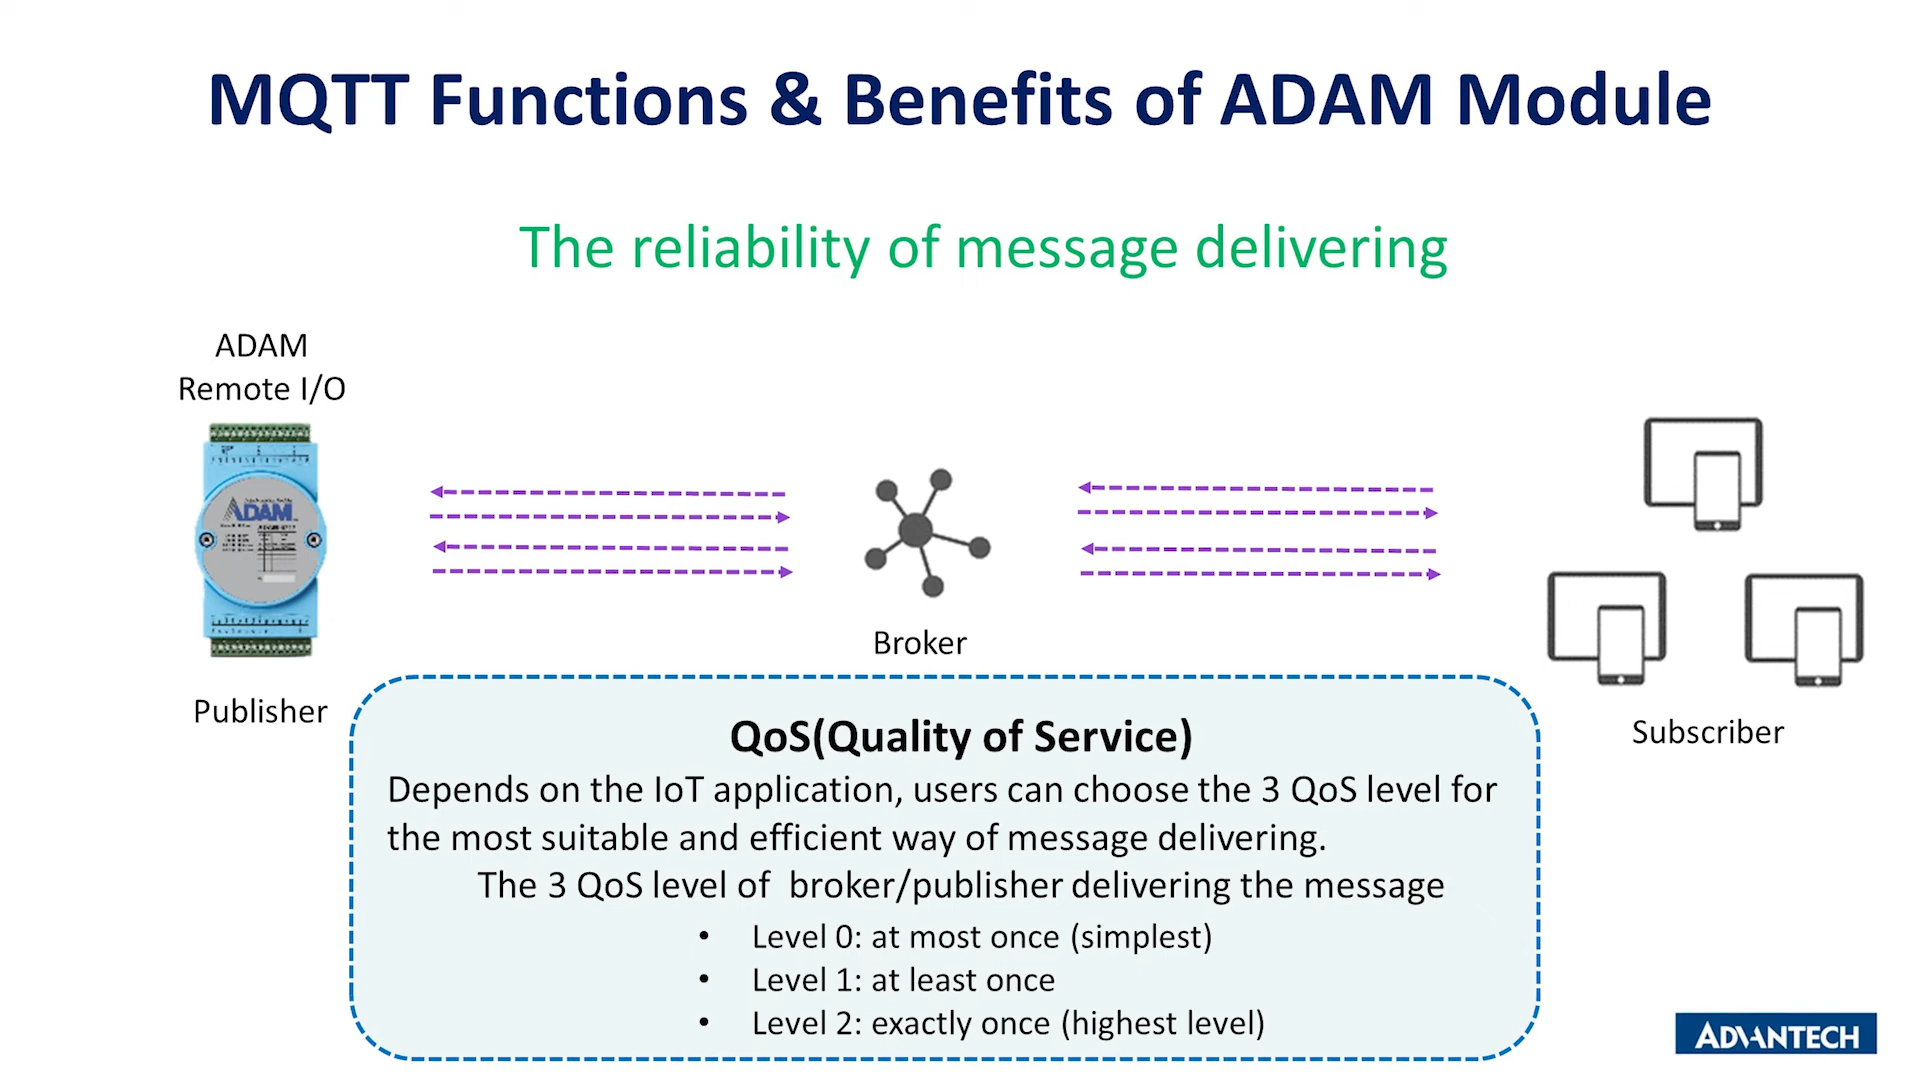 MQTT Functions & Benefits of ADAM Module
The reliability of message delivering
ADAM
Remote I/O
ADAM
Broker
Publisher
Subscriber
QoS(Quality of Service)
Depends on the IoT application, users can choose the 3 QoS level for
the most suitable and efficient way of message delivering.
The 3 QoS level of broker/publisher delivering the message
• Level 0: at most once (simplest)
• Level 1: at least once
• Level 2: exactly once (highest level)
ADVANTECH